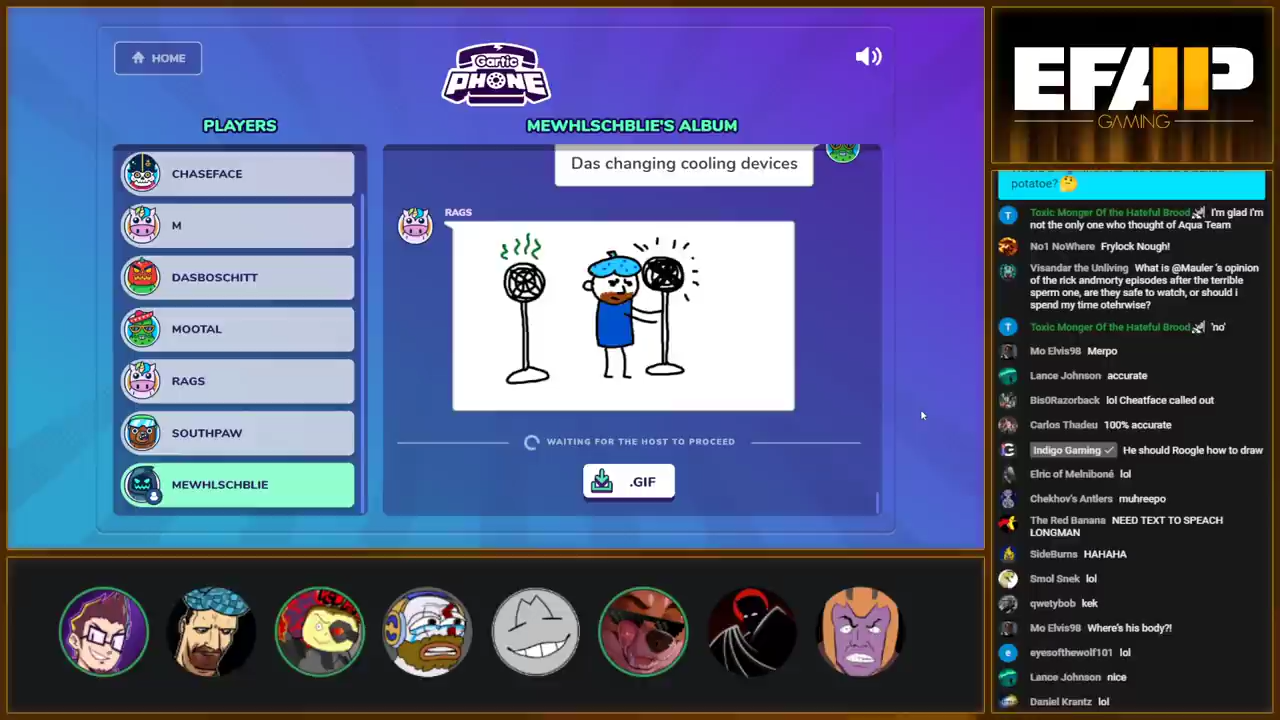 HOME
Gartic
PHONE
PLAYERS
MEWHLSCHBLIE'S ALBUM
CHASEFACE
M
DASBOSCHITT
MOOTAL
RAGS
SOUTHPAW
MEWHLSCHBLIE
Das changing cooling devices
RAGS
WAITING FOR THE HOST TO PROCEED
.GIF
EFAP
GAMING
potatoe?🤔
Toxic Monger Of the Hateful Brood I'm glad I'm
not the only one who thought of Aqua Team
No1 NoWhere Frylock Nough!
Visandar the Unliving What is @Mauler 's opinion
of the rick andmorty episodes after the terrible
sperm one, are they safe to watch, or should i
spend my time otehrwise?
Toxic Monger Of the Hateful Brood 'no'
Mo Elvis98 Merpo
Lance Johnson accurate
Bis0Razorback lol Cheatface called out
Carlos Thadeu 100% accurate
Indigo Gaming ✓ He should Roogle how to draw
Elric of Melniboné lol
Chekhov's Antlers muhreepo
The Red Banana NEED TEXT TO SPEACH
LONGMAN
SideBurns HAHAHA
Smol Snek lol
qwetybob kek
Mo Elvis98 Where's his body?!
eyesofthewolf101 lol
Lance Johnson nice
Daniel Krantz lol